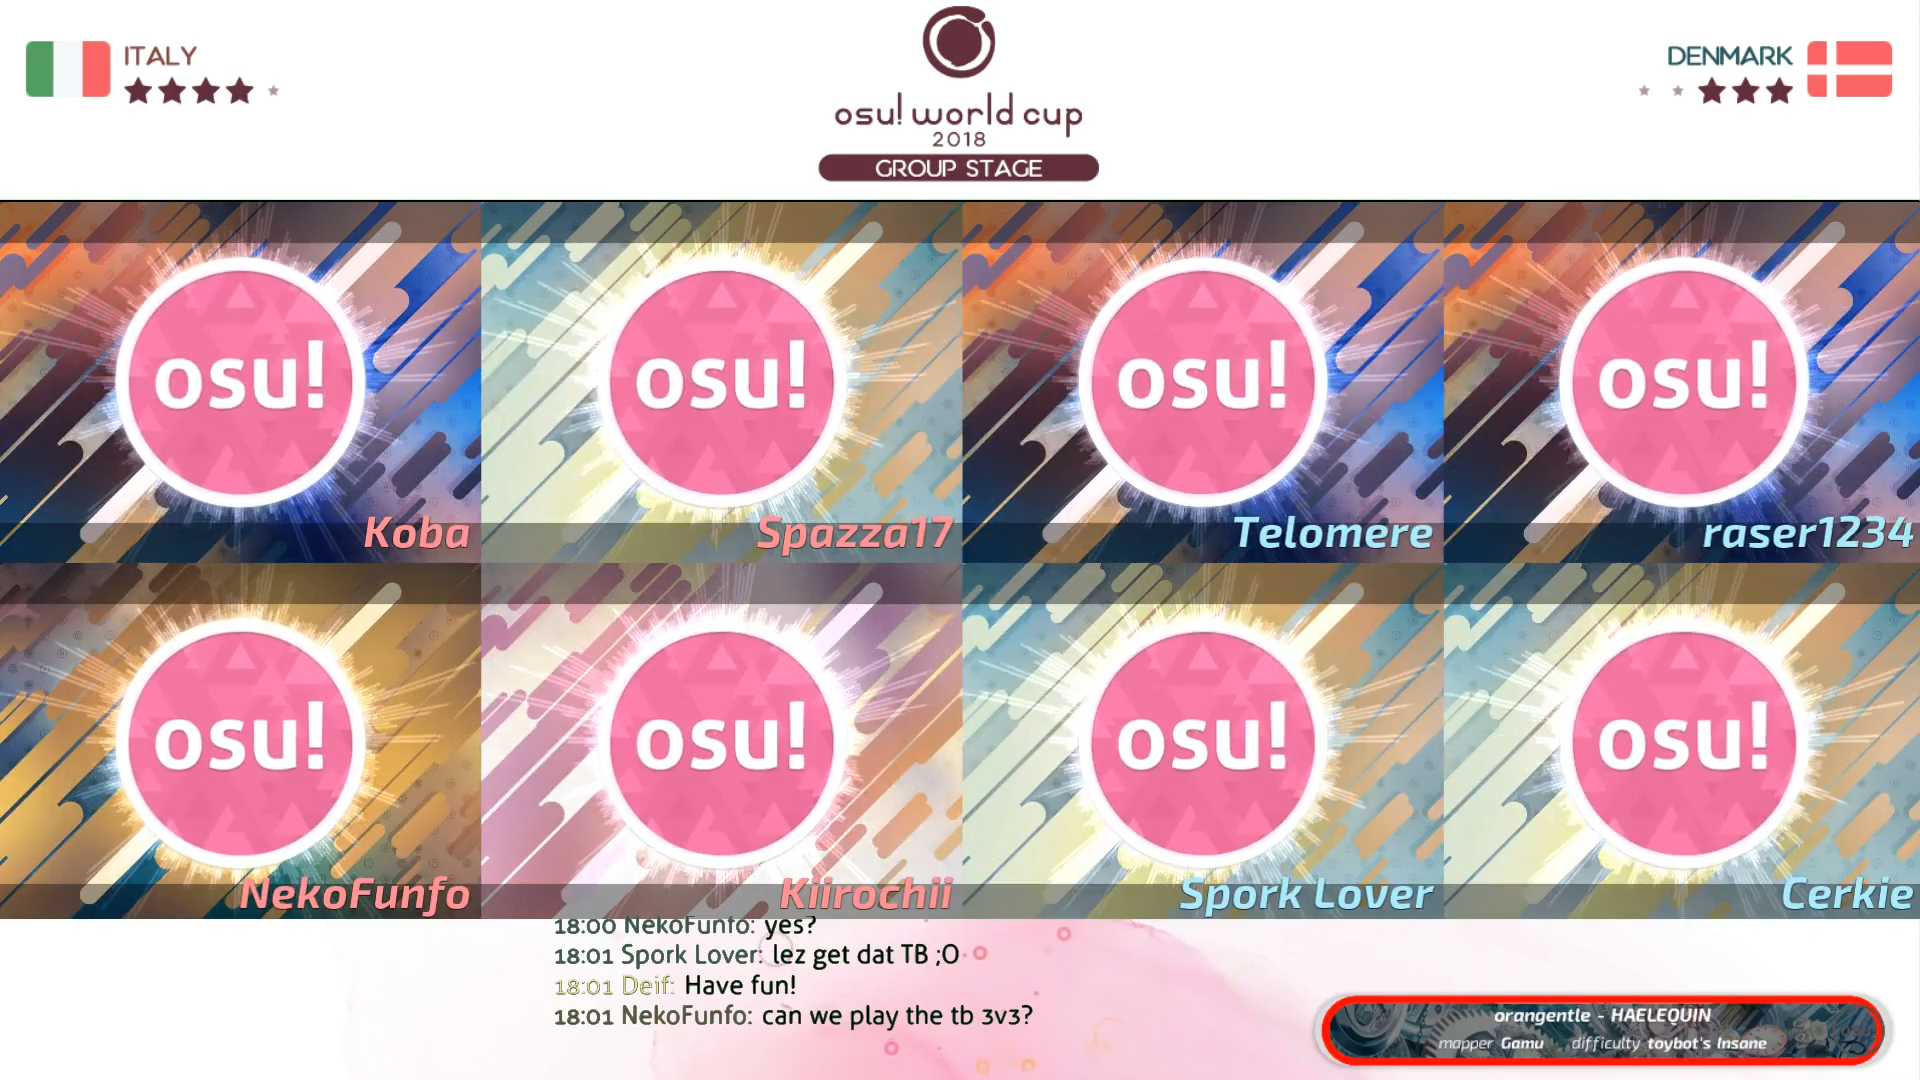 ITALY
DENMARK
osu! world cup
2018
GROUP STAGE
osu!
osu!
osu!
osu!
Koba
Spazza17
Telomere
raser1234
osu!
osu!
osu!
osu!
NekoFunfo
Kiirochii
Spork Lover
Cerkie
18:00 NekoFunfo: yes?
18:01 Spork Lover: lez get dat TB ;O
18:01 Deif: Have fun!
18:01 NekoFunfo: can we play the tb 3v3?
orangentle - HAELEQUIN
mapper Gamu difficulty toybot's Insane